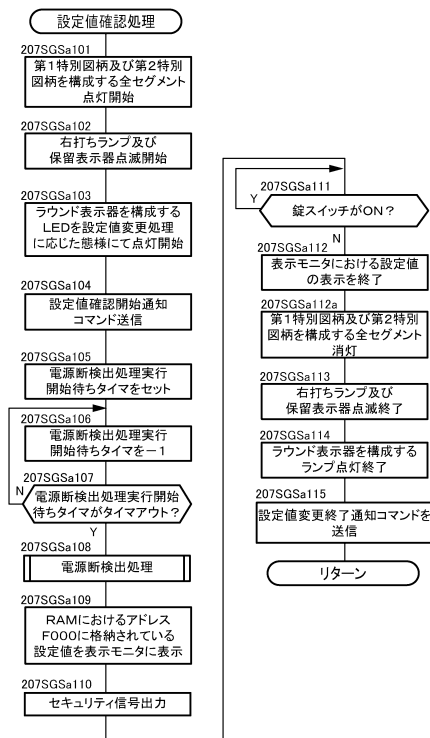 設定値確認処理
207SGSa101
第1特別図柄及び第2特別
図柄を構成する全セグメント
点灯開始
207SGSa102
右打ちランプ及び
保留表示器点滅開始
207SGSa103
ラウンド表示器を構成する
LEDを設定値変更処理
に応じた態様にて点灯開始
207SGSa104
設定値確認開始通知
コマンド送信
207SGSa105
電源断検出処理実行
開始待ちタイマをセット
207SGSa106
電源断検出処理実行
開始待ちタイマを－1
207SGSa107
N
電源断検出処理実行開始
待ちタイマがタイムアウト？
Y
207SGSa108
電源断検出処理
207SGSa109
RAMにおけるアドレス
F000に格納されている
設定値を表示モニタに表示
207SGSa110
セキュリティ信号出力
207SGSa111
Y
錠スイッチがON？
N
207SGSa112
表示モニタにおける設定値
の表示を終了
207SGSa112a
第1特別図柄及び第2特別
図柄を構成する全セグメント
消灯
207SGSa113
右打ちランプ及び
保留表示器点滅終了
207SGSa114
ラウンド表示器を構成する
ランプ点灯終了
207SGSa115
設定値変更終了通知コマンドを
送信
リターン